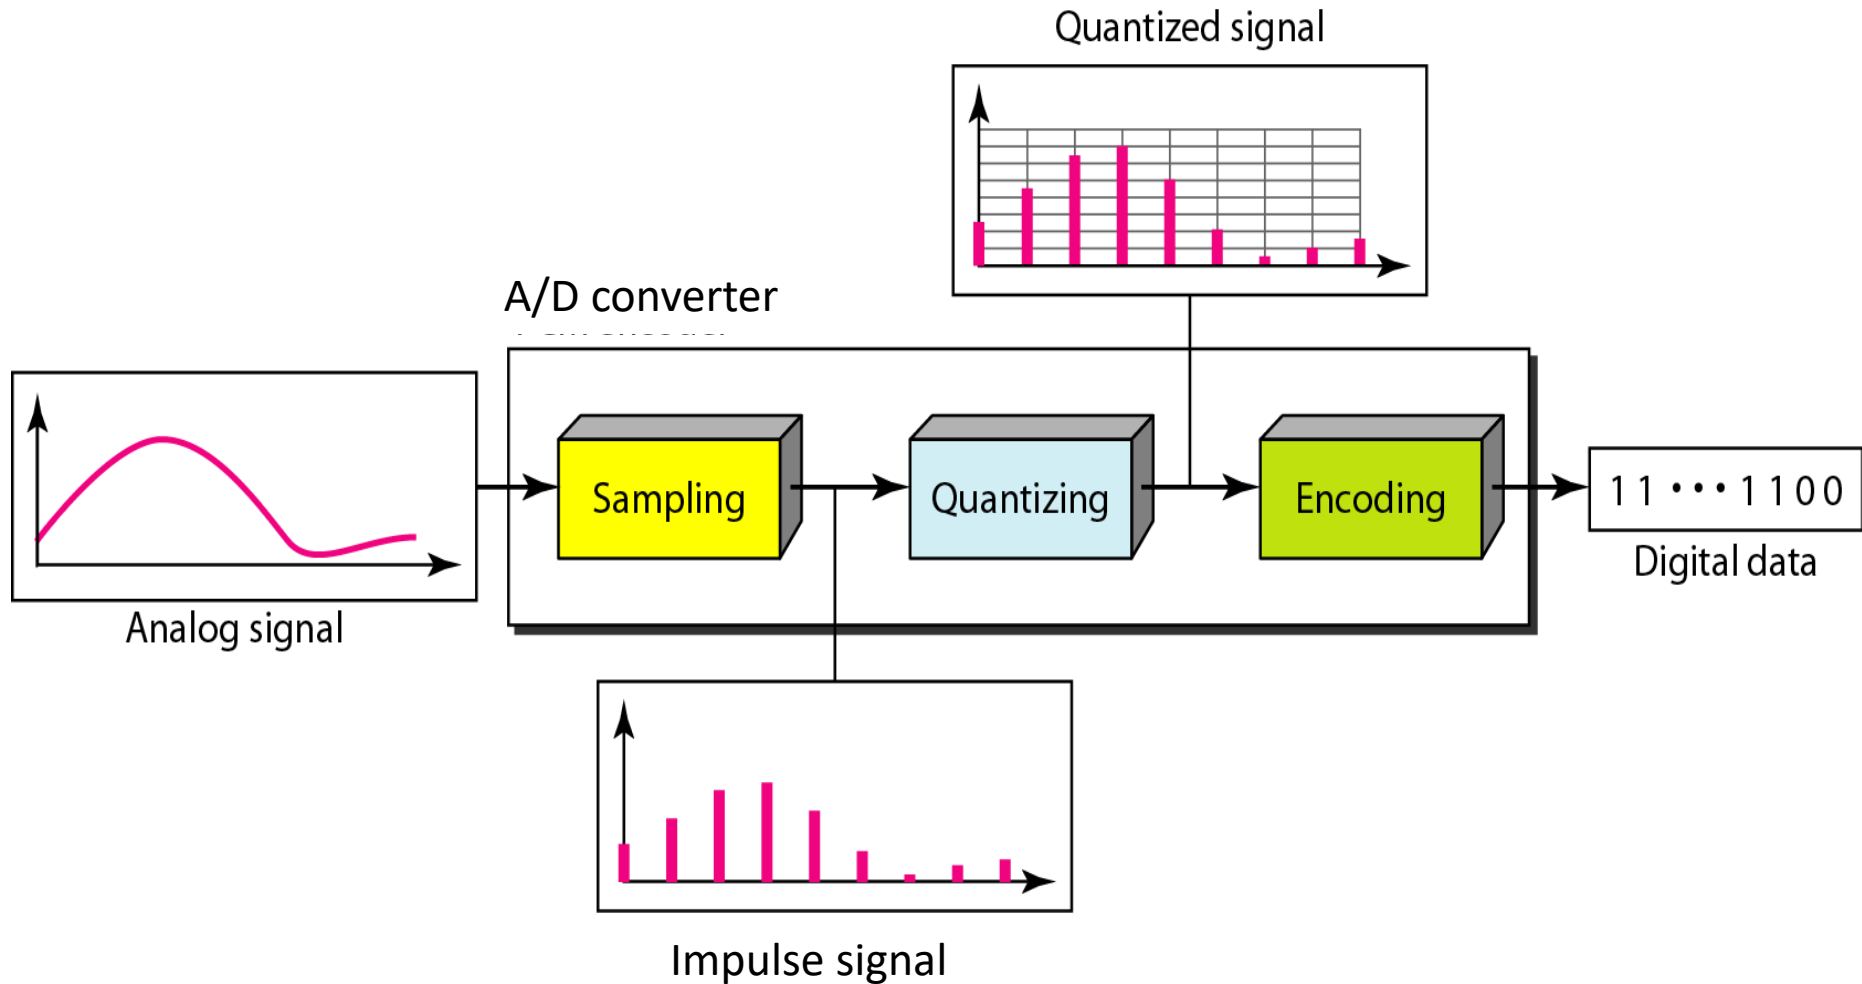 Quantized signal
A/D converter
Sampling
Quantizing
Encoding
11 • • • 1100
Digital data
Analog signal
Impulse signal